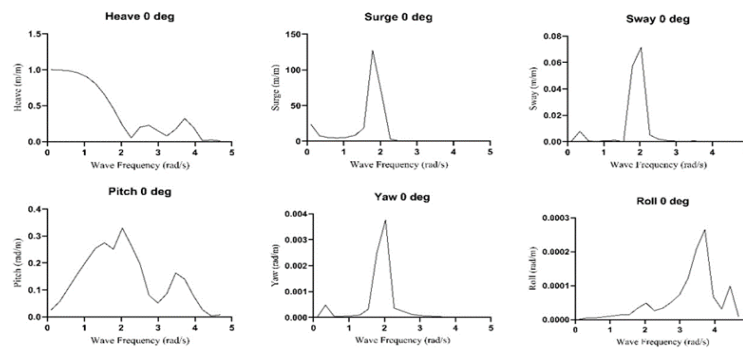 Heave 0 deg
1.5
1.0
0.5
0.0
0 1 2 3 4 5
Heave (m/m)
Wave Frequency (rad/s)
Surge 0 deg
150
100
50
0
0 1 2 3 4 5
Surge (m/m)
Wave Frequency (rad/s)
Sway 0 deg
0.08
0.06
0.04
0.02
0.00
0 1 2 3 4
Sway (m/m)
Wave Frequency (rad/s)
Pitch 0 deg
0.4
0.3
0.2
0.1
0.0
0 1 2 3 4 5
Pitch (rad/m)
Wave Frequency (rad/s)
Yaw 0 deg
0.004
0.003
0.002
0.001
0.000
0 1 2 3 4 5
Yaw (rad/m)
Wave Frequency (rad/s)
Roll 0 deg
0.0003
0.0002
0.0001
0.0000
0 1 2 3 4
Roll (rad/m)
Wave Frequency (rad/s)